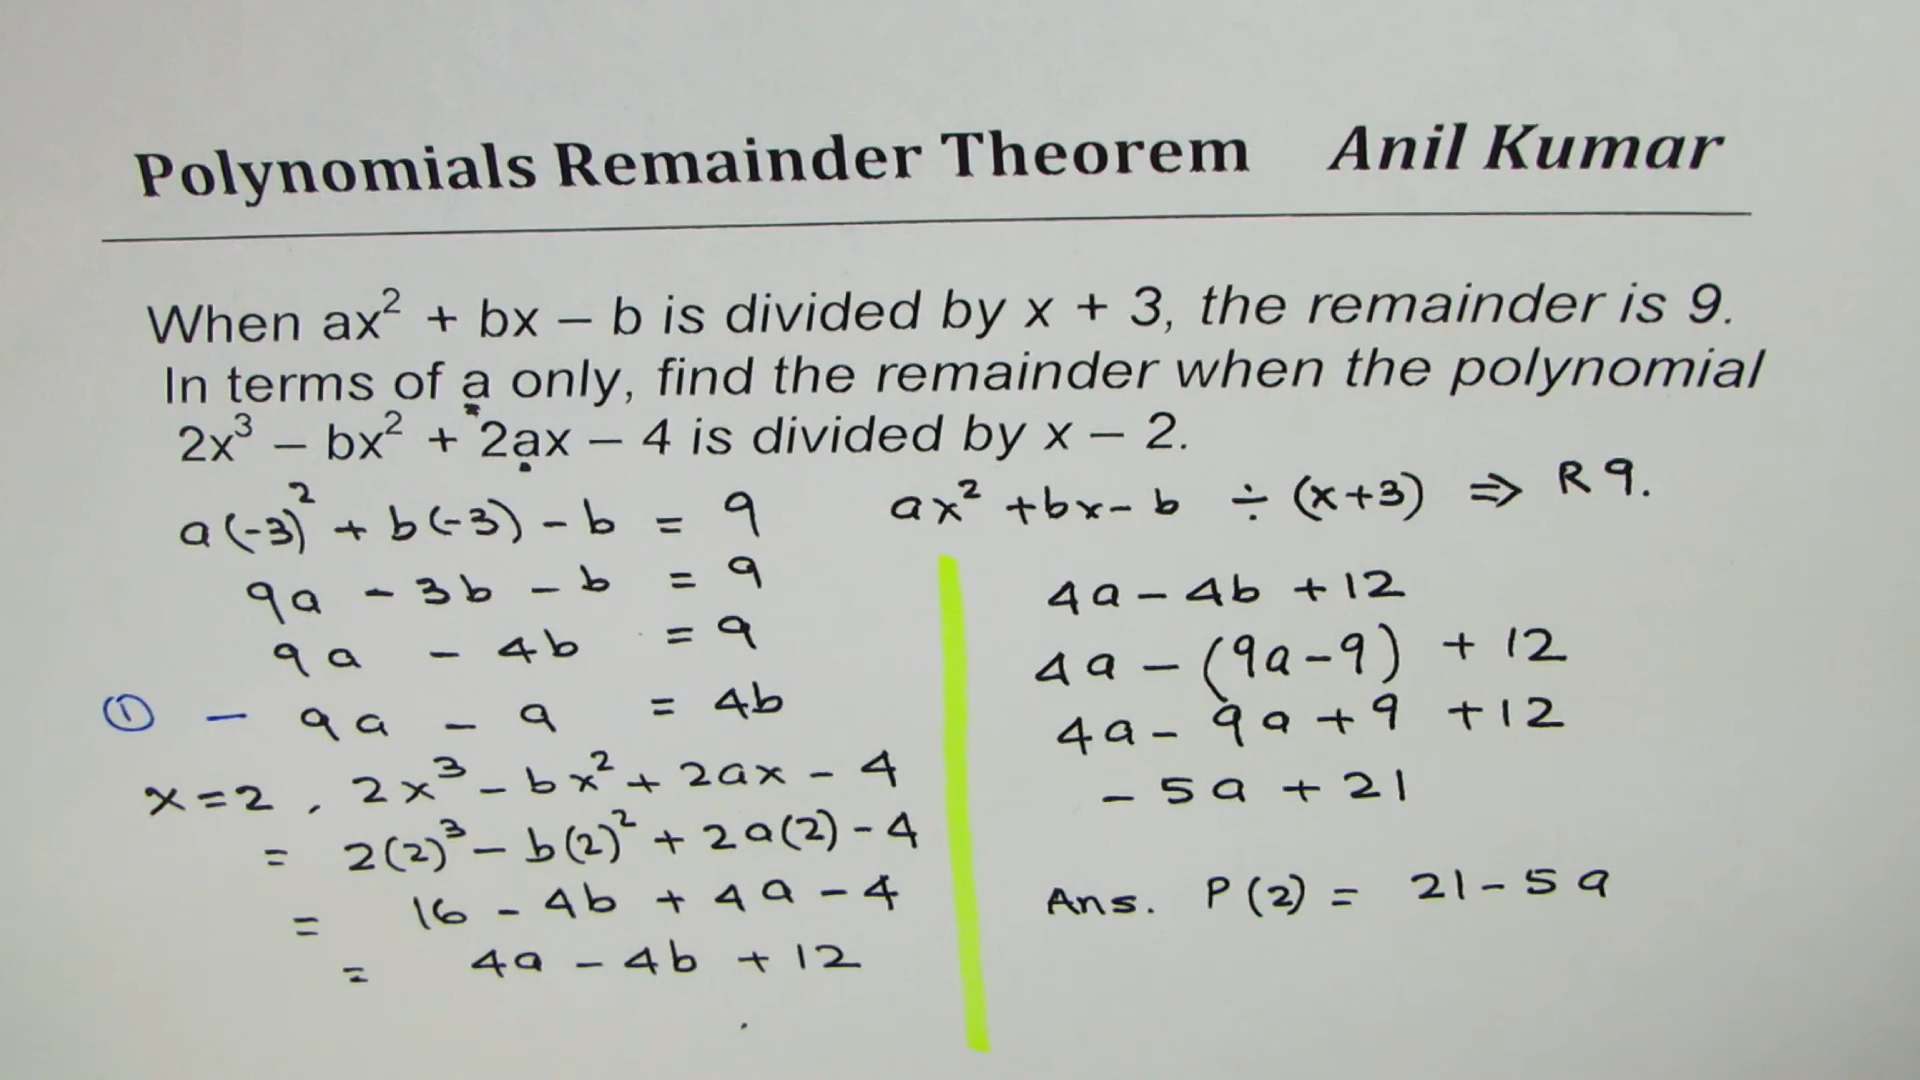 Polynomials Remainder Theorem Anil Kumar
When ax² + bx – b is divided by x + 3, the remainder is 9.
In terms of a only, find the remainder when the polynomial
2x³ – bx² + 2ax – 4 is divided by x – 2.
ax² + bx - b ÷ (x+3) ⇒ R 9.
a(-3)² + b(-3) - b = 9
9a - 3b - b = 9
9a - 4b = 9
① - 9a - 9 = 4b
x = 2, 2x³ - bx² + 2ax - 4
= 2(2)³ - b(2)² + 2a(2) - 4
= 16 - 4b + 4a - 4
= 4a - 4b + 12
4a - 4b + 12
4a - (9a-9) + 12
4a - 9a + 9 + 12
- 5a + 21
Ans. P(2) = 21 - 5a